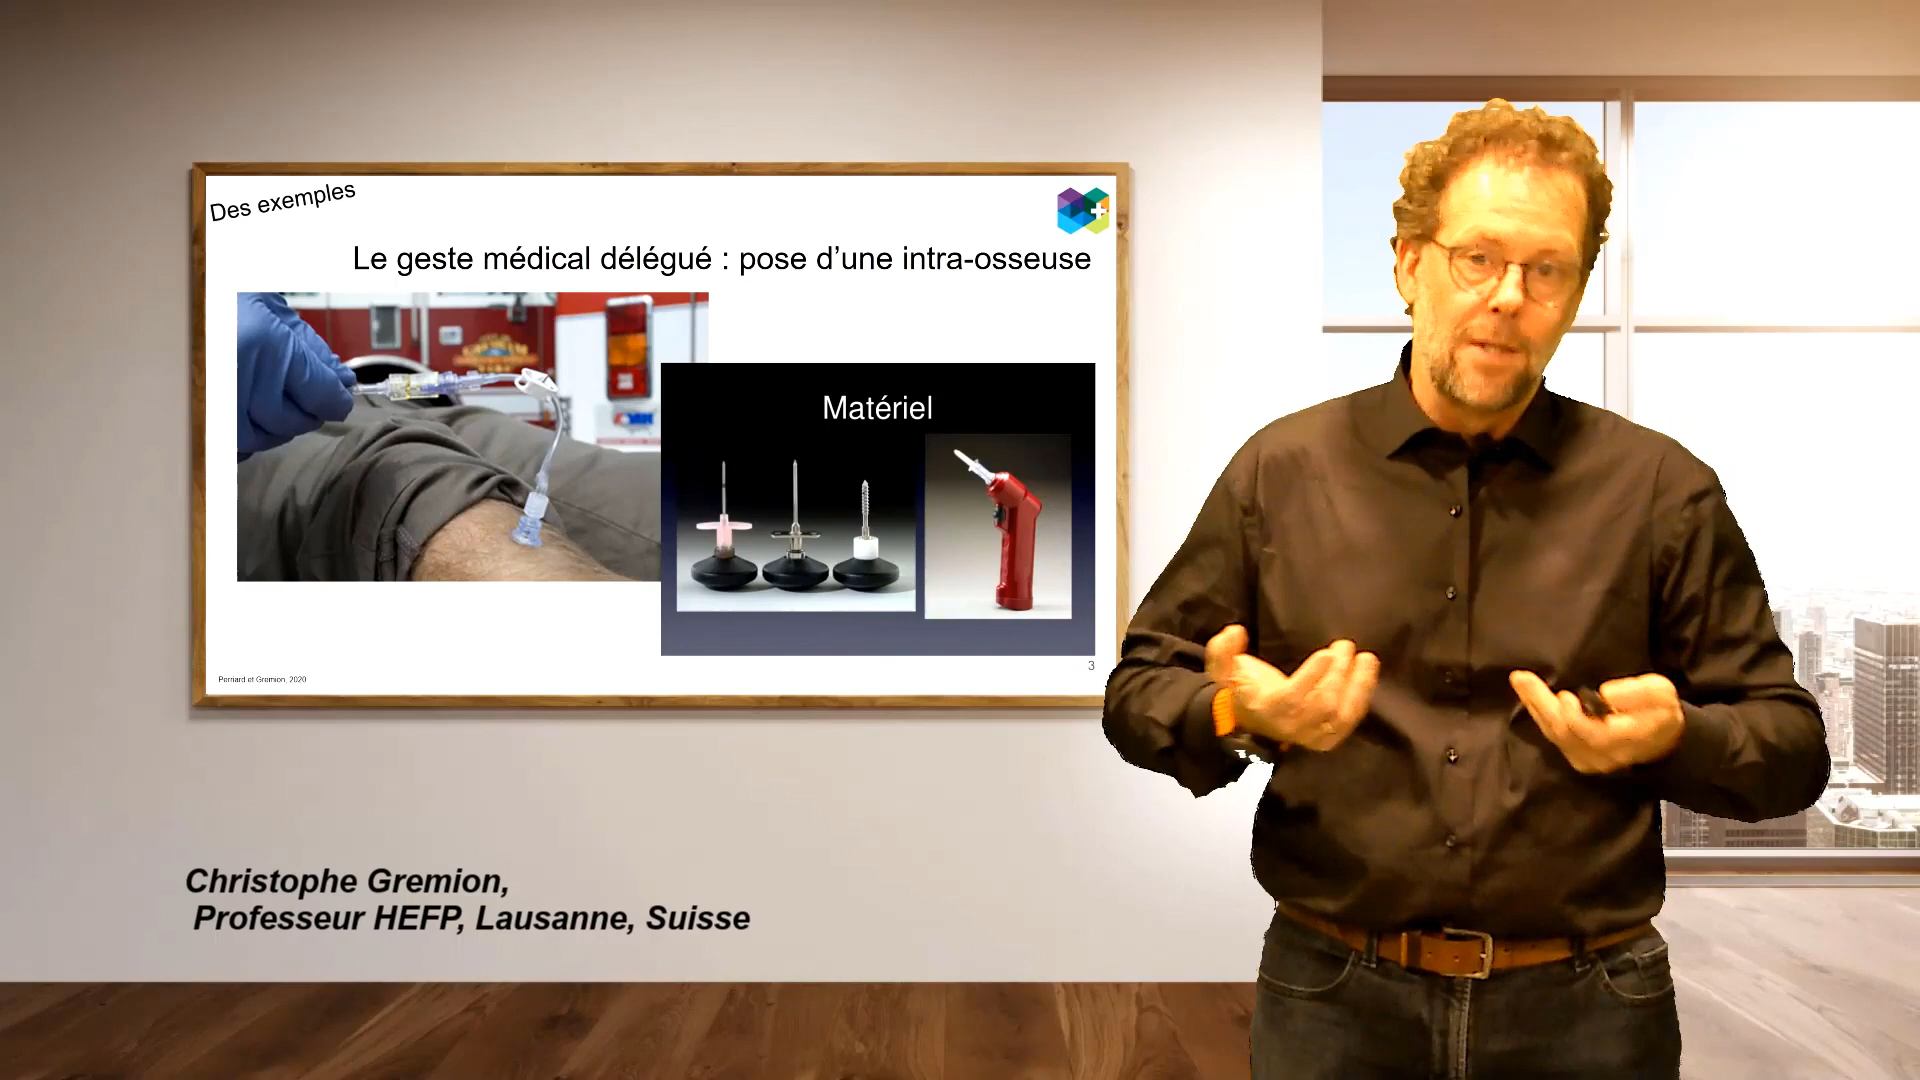 Des exemples
Le geste médical délégué : pose d’une intra-osseuse
Matériel
3
Perriard et Gremion, 2020
Christophe Gremion,
Professeur HEFP, Lausanne, Suisse